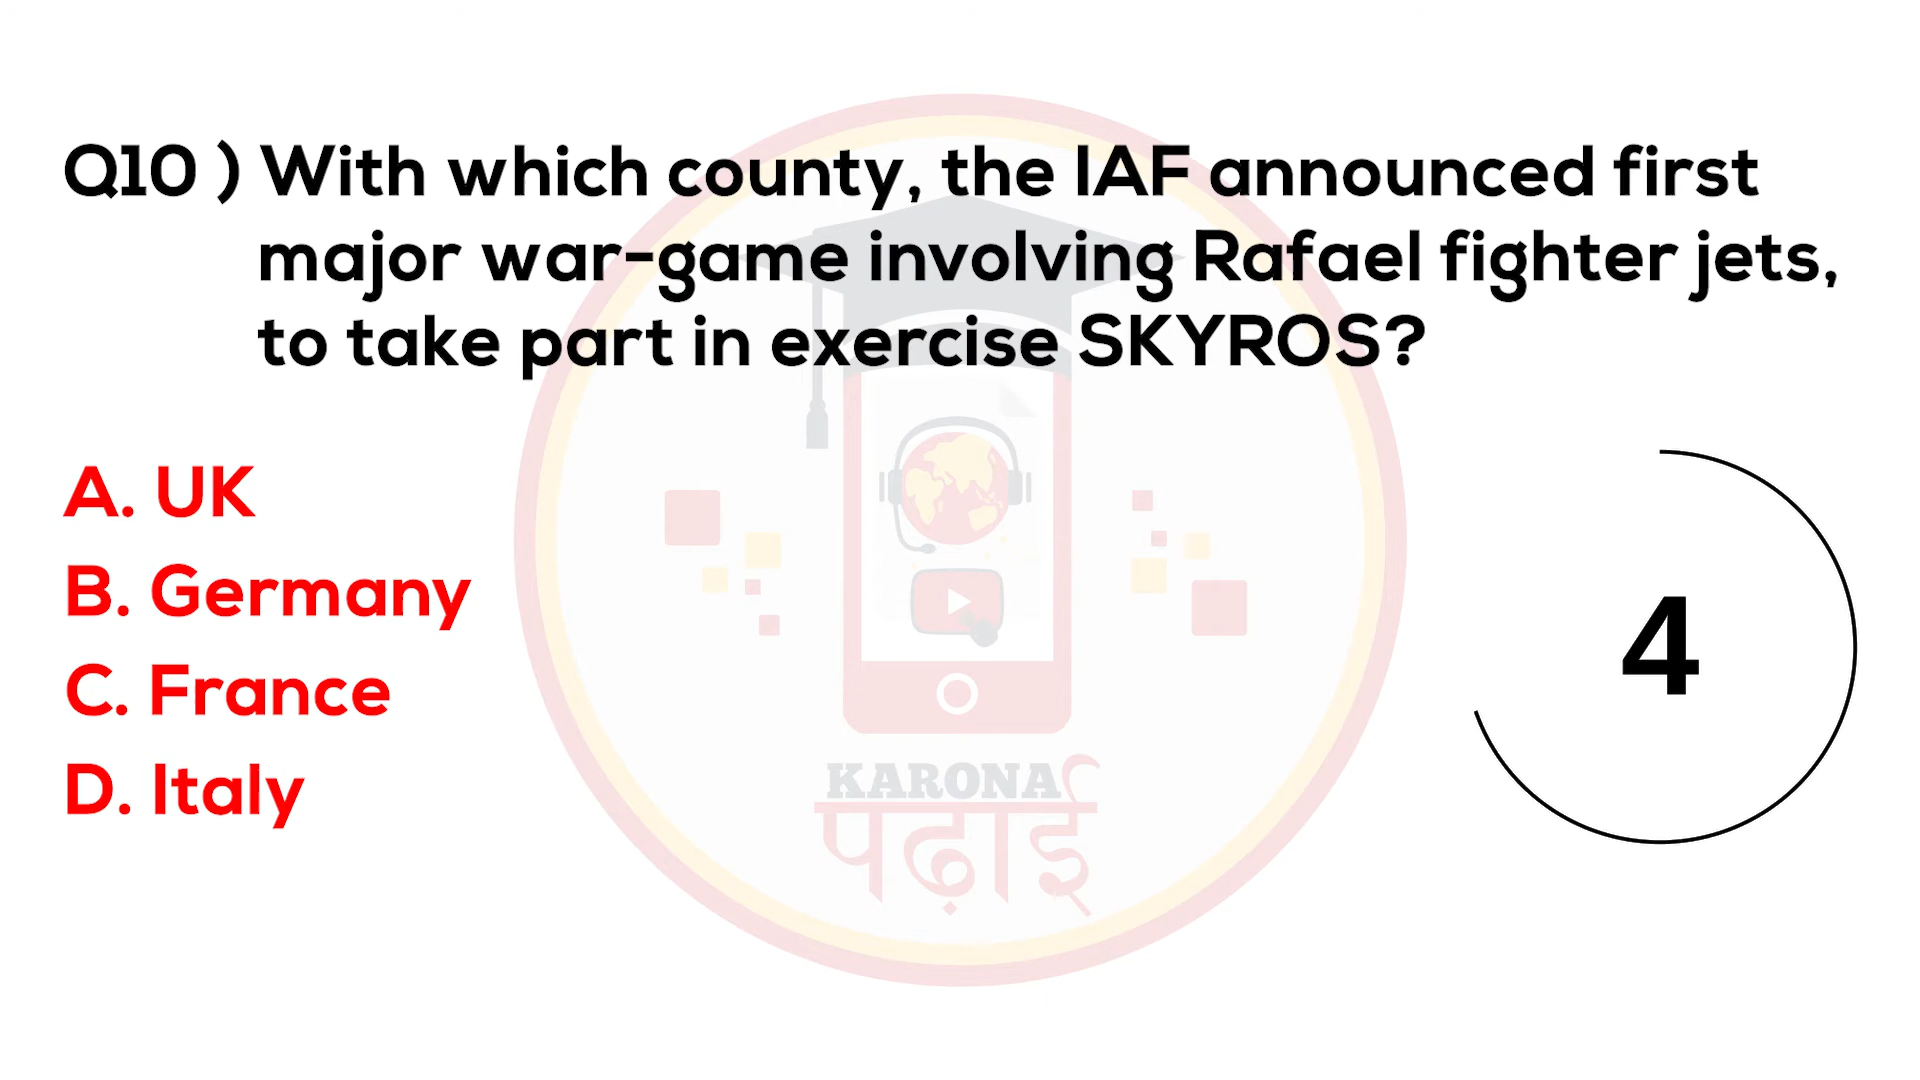 Q10 ) With which county, the IAF announced first
major war-game involving Rafael fighter jets,
to take part in exercise SKYROS?
A. UK
B. Germany
C. France
D. Italy
4
KARONA
पढ़ाई